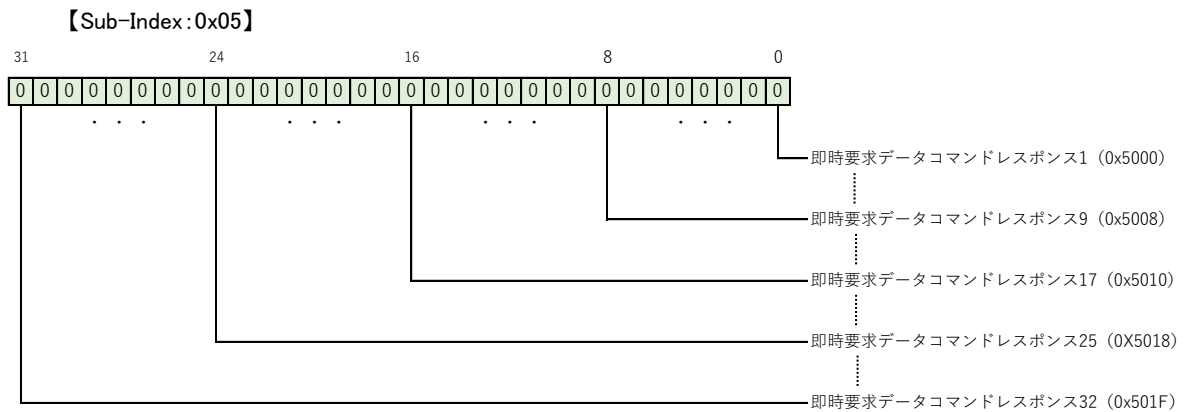 【Sub-Index:0x05】
31 24 16 8 0
0 0 0 0 0 0 0 0 0 0 0 0 0 0 0 0 0 0 0 0 0 0 0 0 0 0 0 0 0 0 0 0
・・・ ・・・ ・・・ ・・・
即時要求データコマンドレスポンス1（0x5000）
即時要求データコマンドレスポンス9（0x5008）
即時要求データコマンドレスポンス17（0x5010）
即時要求データコマンドレスポンス25（0X5018）
即時要求データコマンドレスポンス32（0x501F）